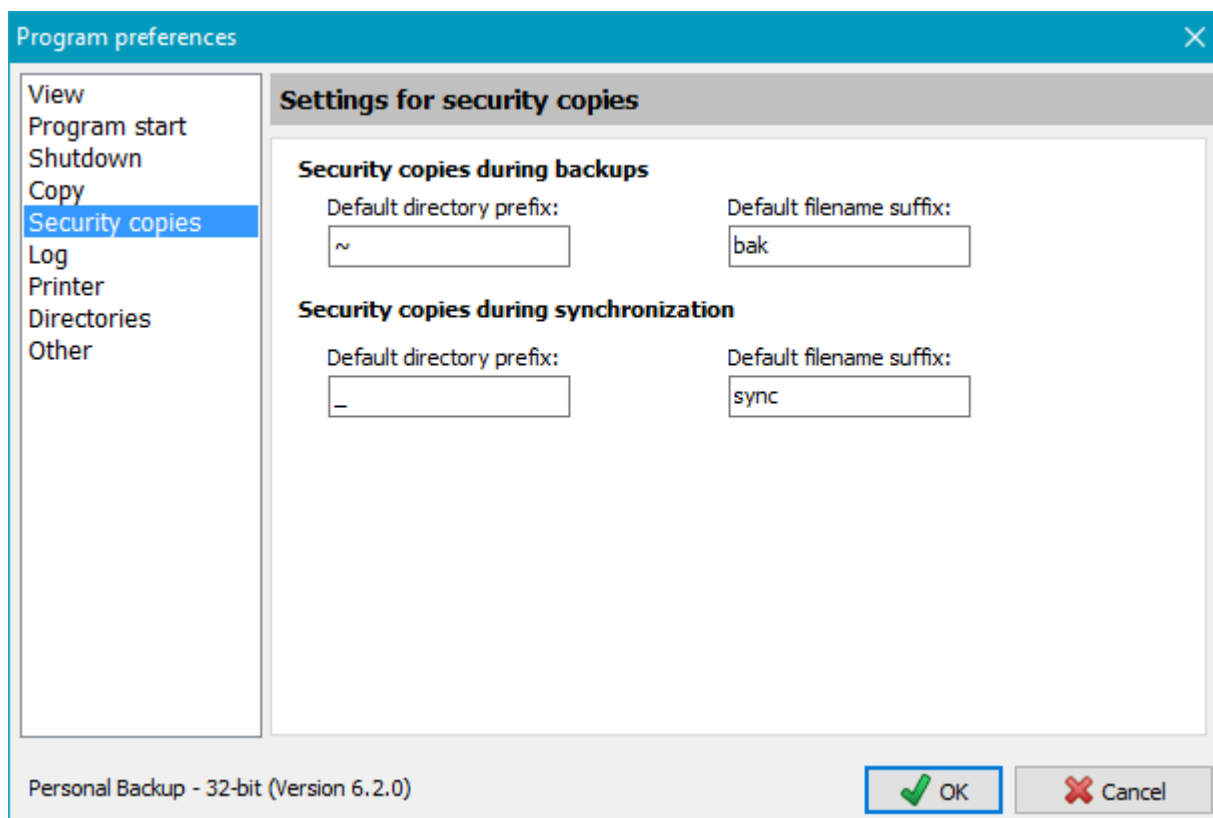 Program preferences
View
Program start
Shutdown
Copy
Security copies
Log
Printer
Directories
Other
Settings for security copies
Security copies during backups
Default directory prefix: Default filename suffix:
~ bak
Security copies during synchronization
Default directory prefix: Default filename suffix:
_ sync
Personal Backup - 32-bit (Version 6.2.0)
OK Cancel